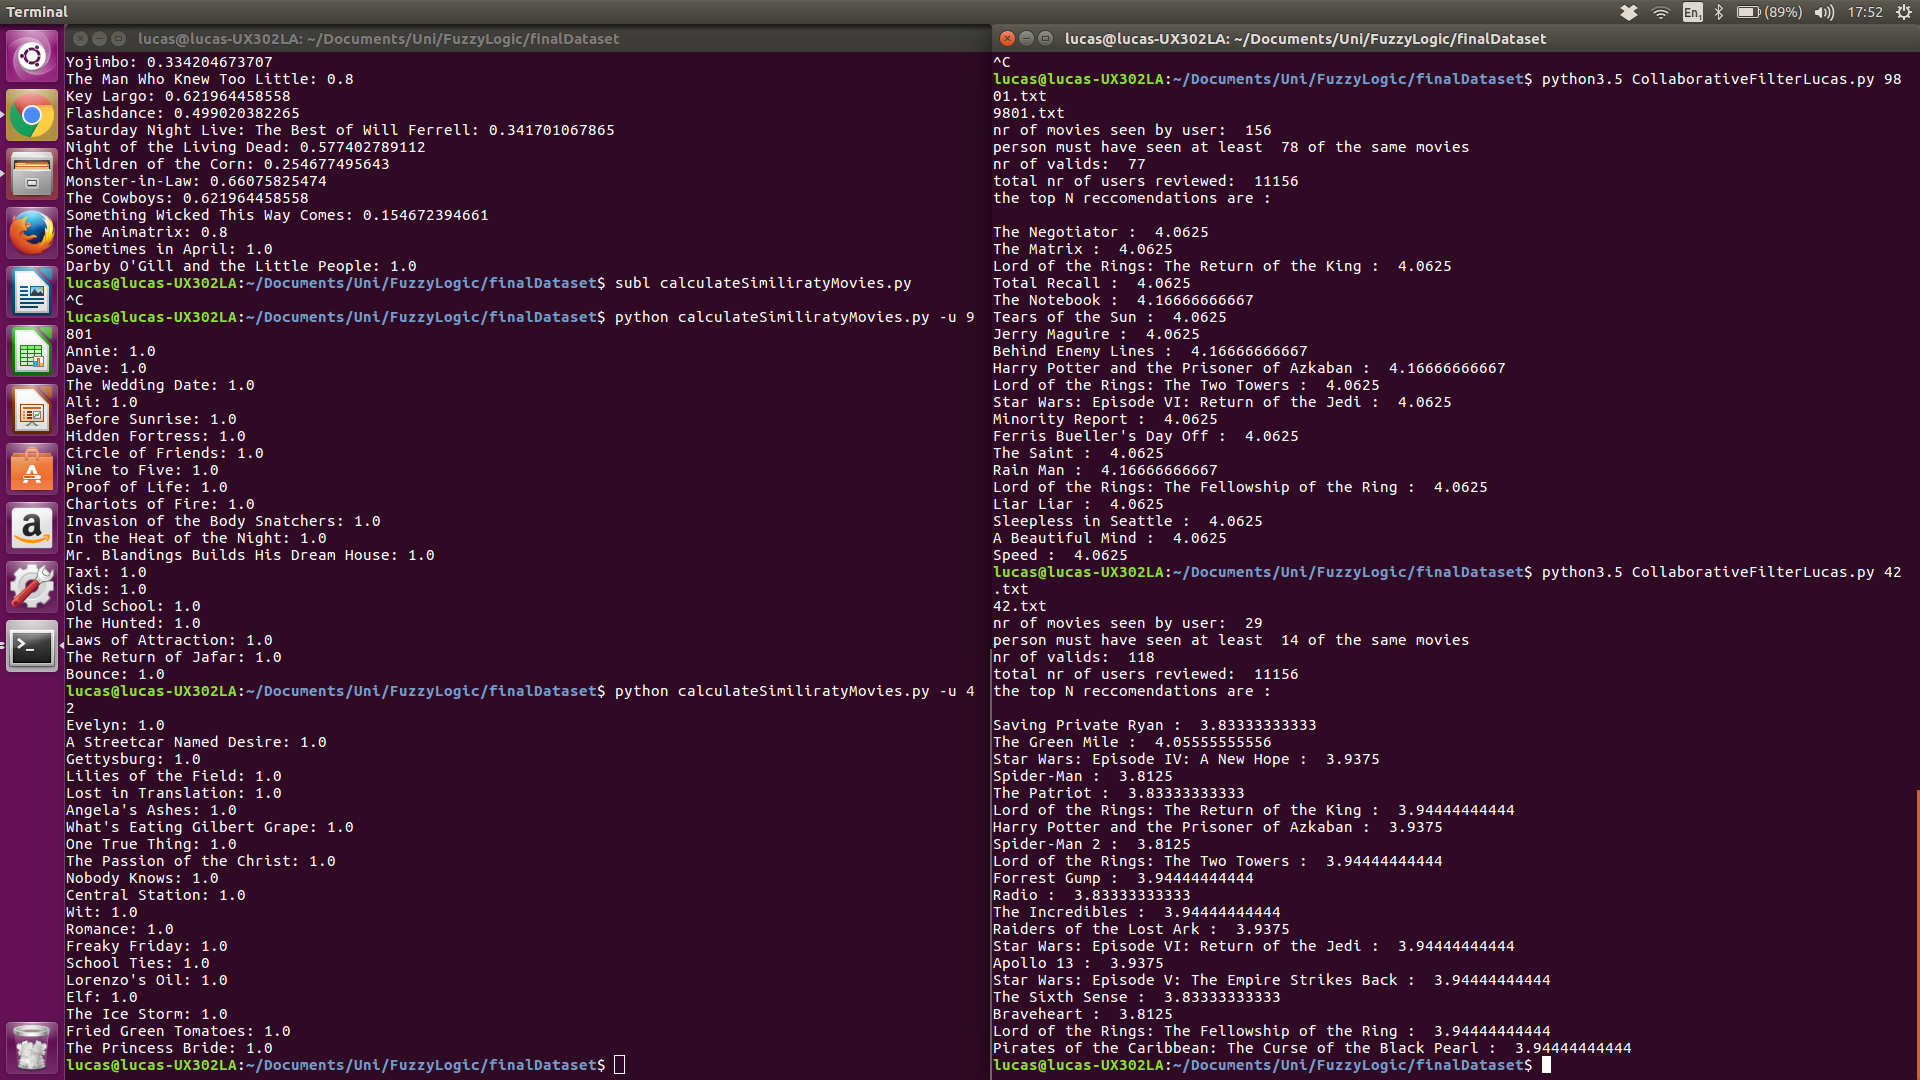 Terminal
En1
(89%)
17:52
lucas@lucas-UX302LA: ~/Documents/Uni/FuzzyLogic/finalDataset
Yojimbo: 0.334204673707
The Man Who Knew Too Little: 0.8
Key Largo: 0.621964458558
Flashdance: 0.499020382265
Saturday Night Live: The Best of Will Ferrell: 0.341701067865
Night of the Living Dead: 0.577402789112
Children of the Corn: 0.254677495643
Monster-in-Law: 0.66075825474
The Cowboys: 0.621964458558
Something Wicked This Way Comes: 0.154672394661
The Animatrix: 0.8
Sometimes in April: 1.0
Darby O'Gill and the Little People: 1.0
lucas@lucas-UX302LA:~/Documents/Uni/FuzzyLogic/finalDataset$ subl calculateSimiliratyMovies.py
^C
lucas@lucas-UX302LA:~/Documents/Uni/FuzzyLogic/finalDataset$ python calculateSimiliratyMovies.py -u 9
801
Annie: 1.0
Dave: 1.0
The Wedding Date: 1.0
Ali: 1.0
Before Sunrise: 1.0
Hidden Fortress: 1.0
Circle of Friends: 1.0
Nine to Five: 1.0
Proof of Life: 1.0
Chariots of Fire: 1.0
Invasion of the Body Snatchers: 1.0
In the Heat of the Night: 1.0
Mr. Blandings Builds His Dream House: 1.0
Taxi: 1.0
Kids: 1.0
Old School: 1.0
The Hunted: 1.0
Laws of Attraction: 1.0
The Return of Jafar: 1.0
Bounce: 1.0
lucas@lucas-UX302LA:~/Documents/Uni/FuzzyLogic/finalDataset$ python calculateSimiliratyMovies.py -u 4
2
Evelyn: 1.0
A Streetcar Named Desire: 1.0
Gettysburg: 1.0
Lilies of the Field: 1.0
Lost in Translation: 1.0
Angela's Ashes: 1.0
What's Eating Gilbert Grape: 1.0
One True Thing: 1.0
The Passion of the Christ: 1.0
Nobody Knows: 1.0
Central Station: 1.0
Wit: 1.0
Romance: 1.0
Freaky Friday: 1.0
School Ties: 1.0
Lorenzo's Oil: 1.0
Elf: 1.0
The Ice Storm: 1.0
Fried Green Tomatoes: 1.0
The Princess Bride: 1.0
lucas@lucas-UX302LA:~/Documents/Uni/FuzzyLogic/finalDataset$
lucas@lucas-UX302LA: ~/Documents/Uni/FuzzyLogic/finalDataset
^C
lucas@lucas-UX302LA:~/Documents/Uni/FuzzyLogic/finalDataset$ python3.5 CollaborativeFilterLucas.py 98
01.txt
9801.txt
nr of movies seen by user:  156
person must have seen at least  78 of the same movies
nr of valids:  77
total nr of users reviewed:  11156
the top N reccomendations are :
The Negotiator :  4.0625
The Matrix :  4.0625
Lord of the Rings: The Return of the King :  4.0625
Total Recall :  4.0625
The Notebook :  4.16666666667
Tears of the Sun :  4.0625
Jerry Maguire :  4.0625
Behind Enemy Lines :  4.16666666667
Harry Potter and the Prisoner of Azkaban :  4.16666666667
Lord of the Rings: The Two Towers :  4.0625
Star Wars: Episode VI: Return of the Jedi :  4.0625
Minority Report :  4.0625
Ferris Bueller's Day Off :  4.0625
The Saint :  4.0625
Rain Man :  4.16666666667
Lord of the Rings: The Fellowship of the Ring :  4.0625
Liar Liar :  4.0625
Sleepless in Seattle :  4.0625
A Beautiful Mind :  4.0625
Speed :  4.0625
lucas@lucas-UX302LA:~/Documents/Uni/FuzzyLogic/finalDataset$ python3.5 CollaborativeFilterLucas.py 42
.txt
42.txt
nr of movies seen by user:  29
person must have seen at least  14 of the same movies
nr of valids:  118
total nr of users reviewed:  11156
the top N reccomendations are :
Saving Private Ryan :  3.83333333333
The Green Mile :  4.05555555556
Star Wars: Episode IV: A New Hope :  3.9375
Spider-Man :  3.8125
The Patriot :  3.83333333333
Lord of the Rings: The Return of the King :  3.94444444444
Harry Potter and the Prisoner of Azkaban :  3.9375
Spider-Man 2 :  3.8125
Lord of the Rings: The Two Towers :  3.94444444444
Forrest Gump :  3.94444444444
Radio :  3.83333333333
The Incredibles :  3.94444444444
Raiders of the Lost Ark :  3.9375
Star Wars: Episode VI: Return of the Jedi :  3.94444444444
Apollo 13 :  3.9375
Star Wars: Episode V: The Empire Strikes Back :  3.94444444444
The Sixth Sense :  3.83333333333
Braveheart :  3.8125
Lord of the Rings: The Fellowship of the Ring :  3.94444444444
Pirates of the Caribbean: The Curse of the Black Pearl :  3.94444444444
lucas@lucas-UX302LA:~/Documents/Uni/FuzzyLogic/finalDataset$